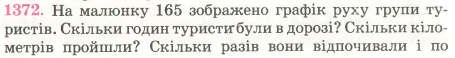 1372. На малюнку 165 зображено графік руху групи ту-
ристів. Скільки годин туристи були в дорозі? Скільки кіло-
метрів пройшли? Скільки разів вони відпочивали і по